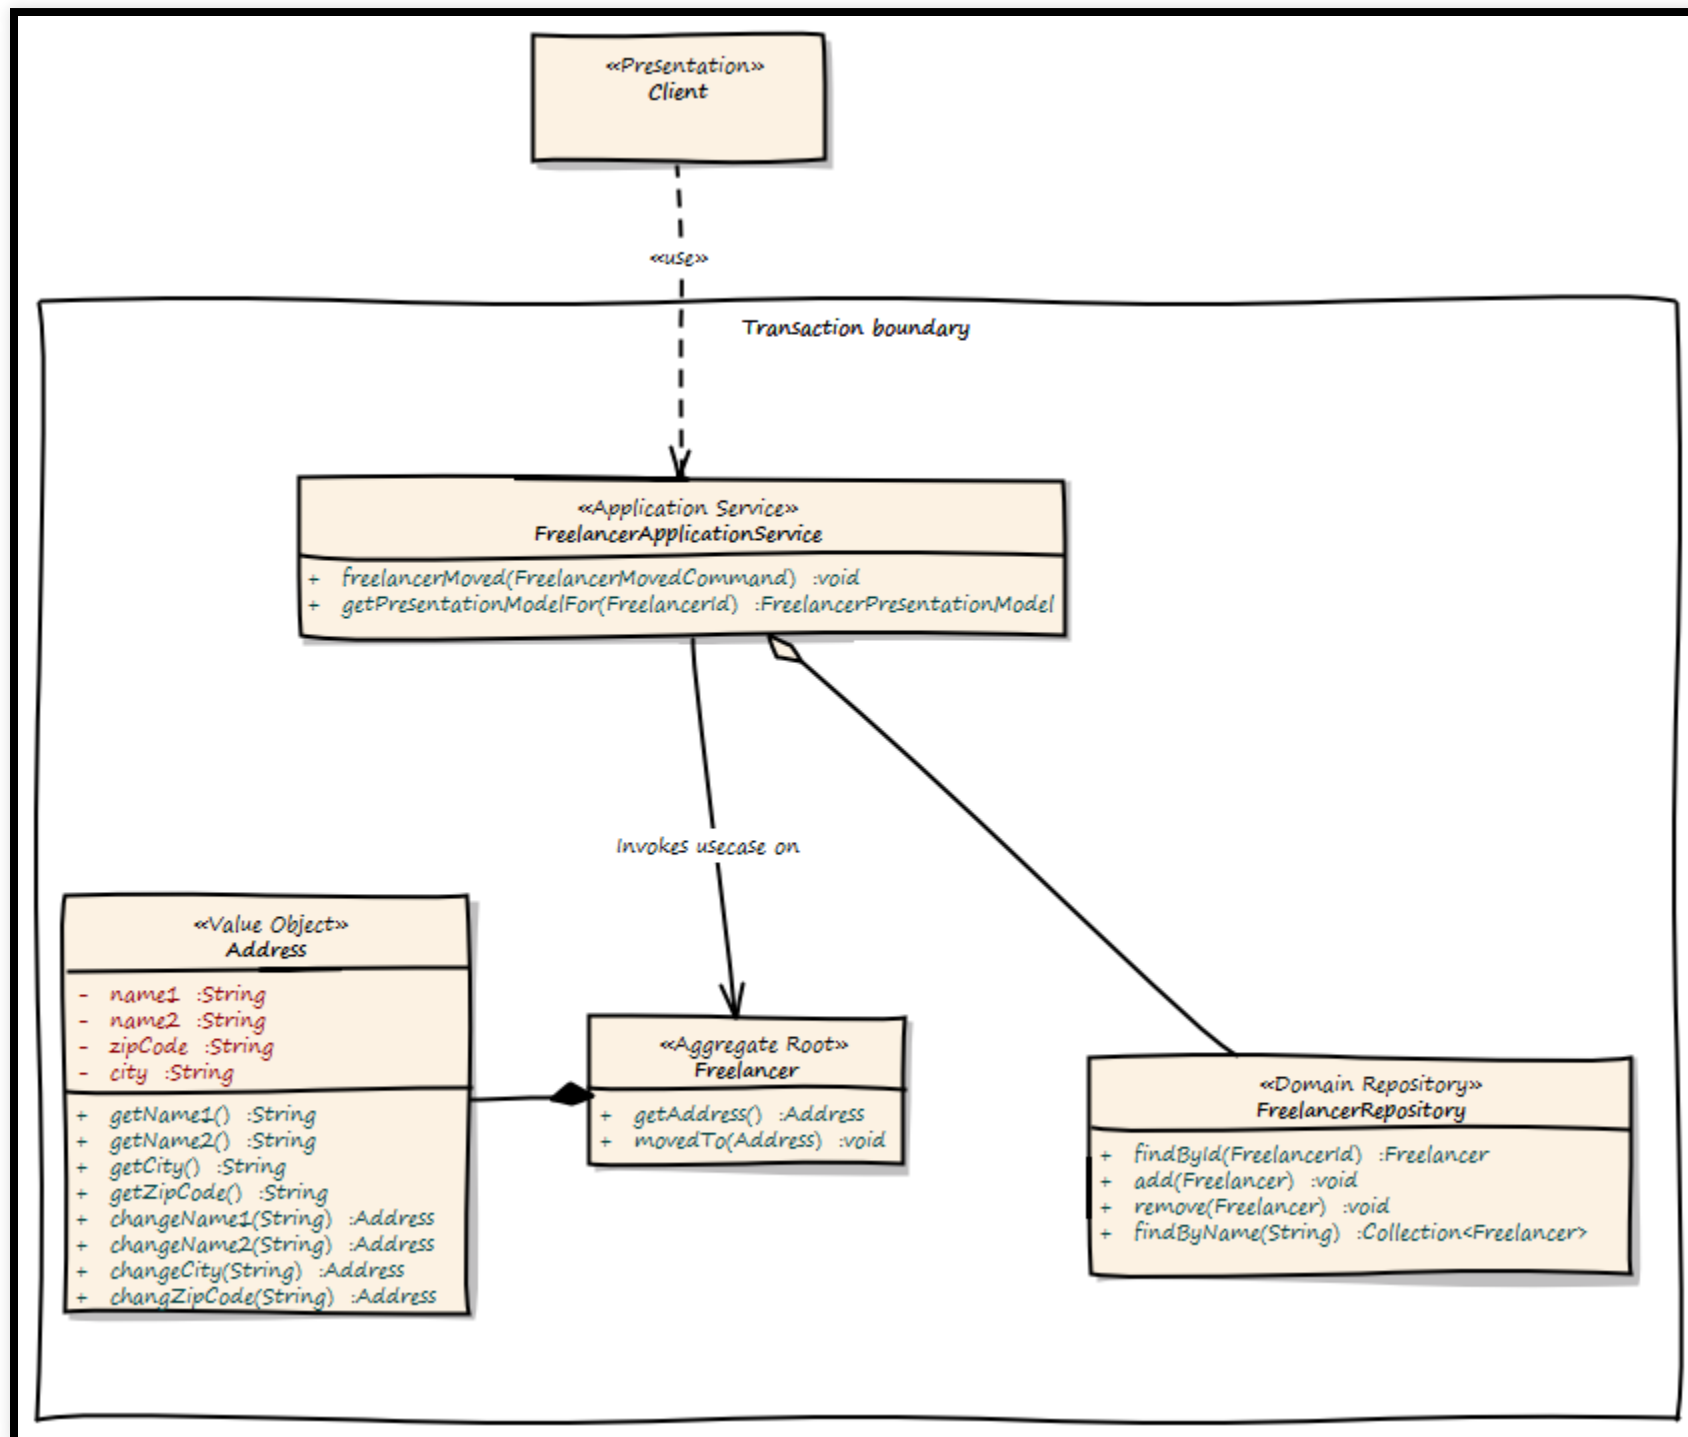 «Presentation»
Client
«use»
Transaction boundary
«Application Service»
FreelancerApplicationService
+ freelancerMoved(FreelancerMovedCommand) :void
+ getPresentationModelFor(FreelancerId) :FreelancerPresentationModel
Invokes usecase on
«Value Object»
Address
- name1 :String
- name2 :String
- zipCode :String
- city :String
+ getName1() :String
+ getName2() :String
+ getCity() :String
+ getZipCode() :String
+ changeName1(String) :Address
+ changeName2(String) :Address
+ changeCity(String) :Address
+ changZipCode(String) :Address
«Aggregate Root»
Freelancer
+ getAddress() :Address
+ movedTo(Address) :void
«Domain Repository»
FreelancerRepository
+ findById(FreelancerId) :Freelancer
+ add(Freelancer) :void
+ remove(Freelancer) :void
+ findByName(String) :Collection<Freelancer>